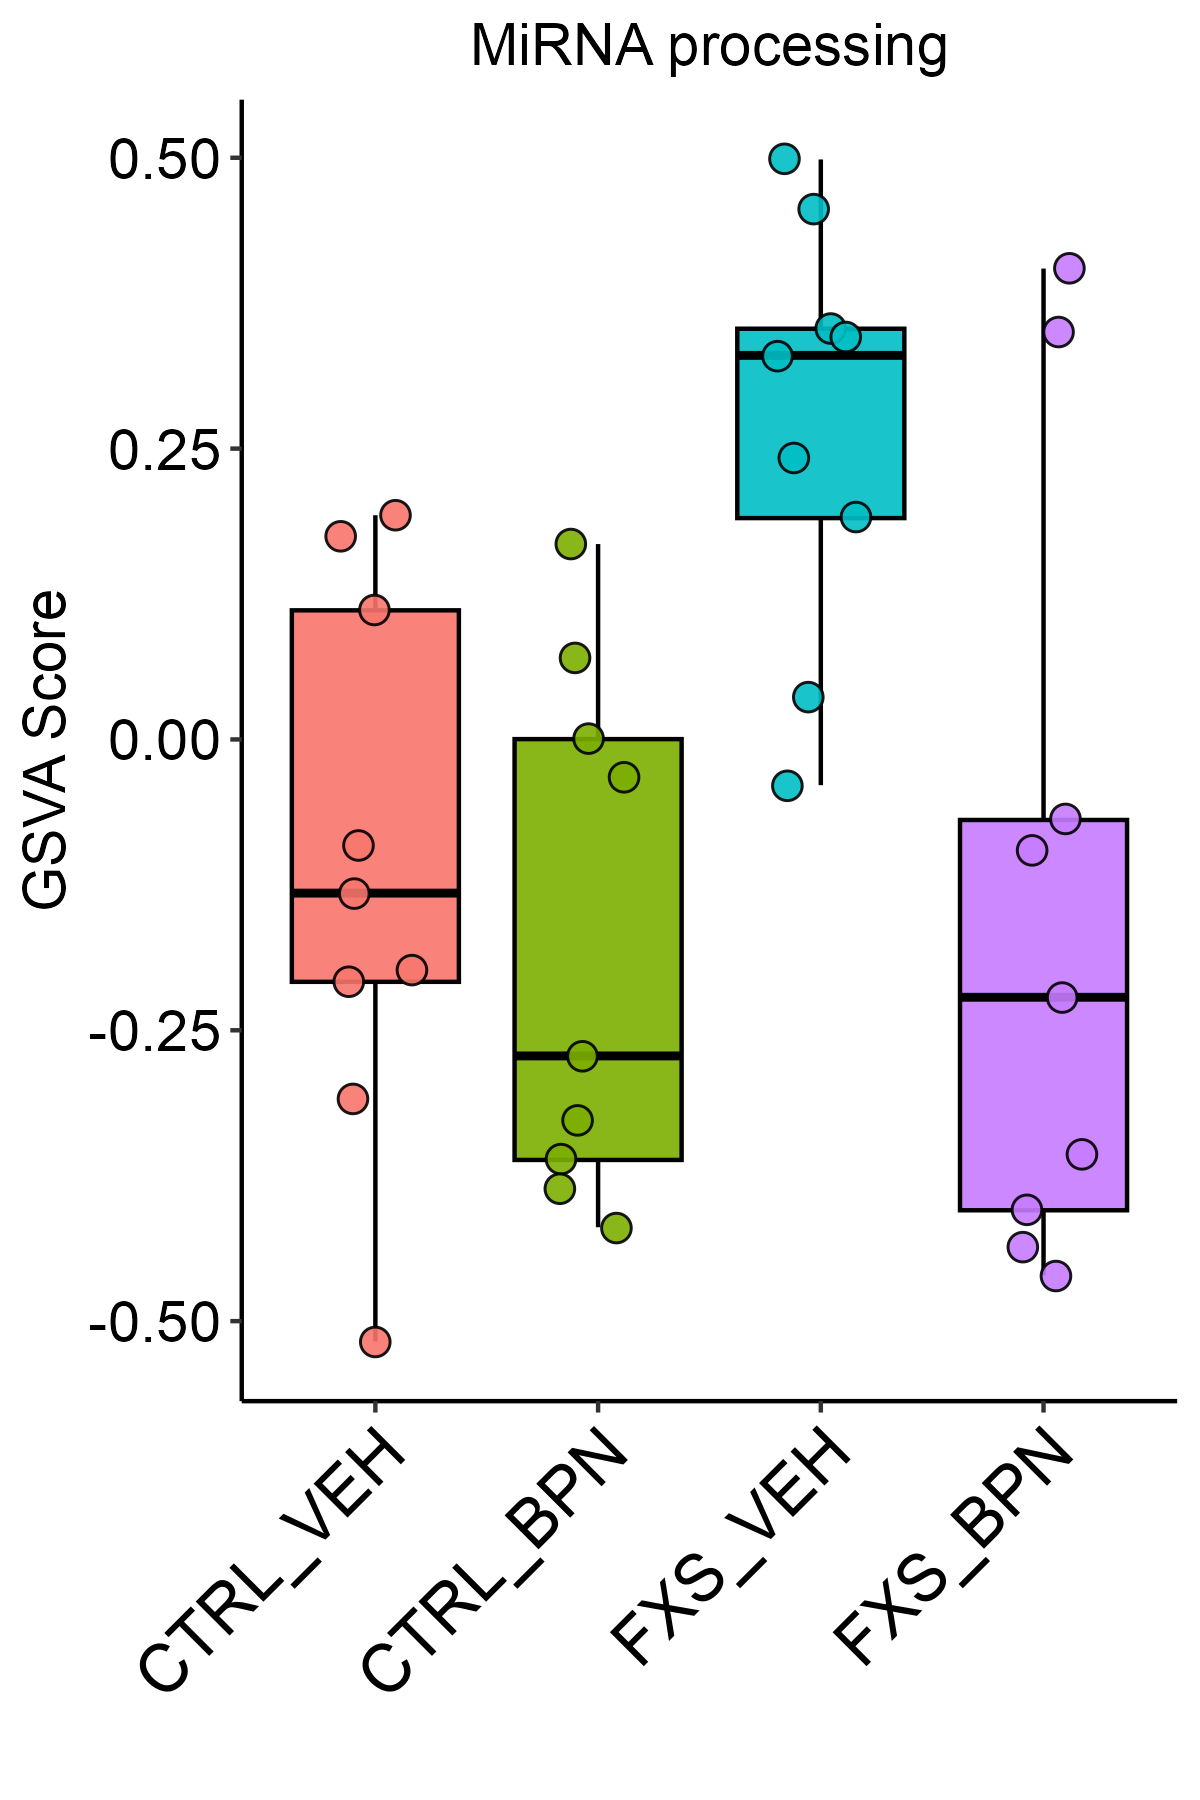 MiRNA processing
GSVA Score
0.50
0.25
0.00
-0.25
-0.50
CTRL_VEH
CTRL_BPN
FXS_VEH
FXS_BPN